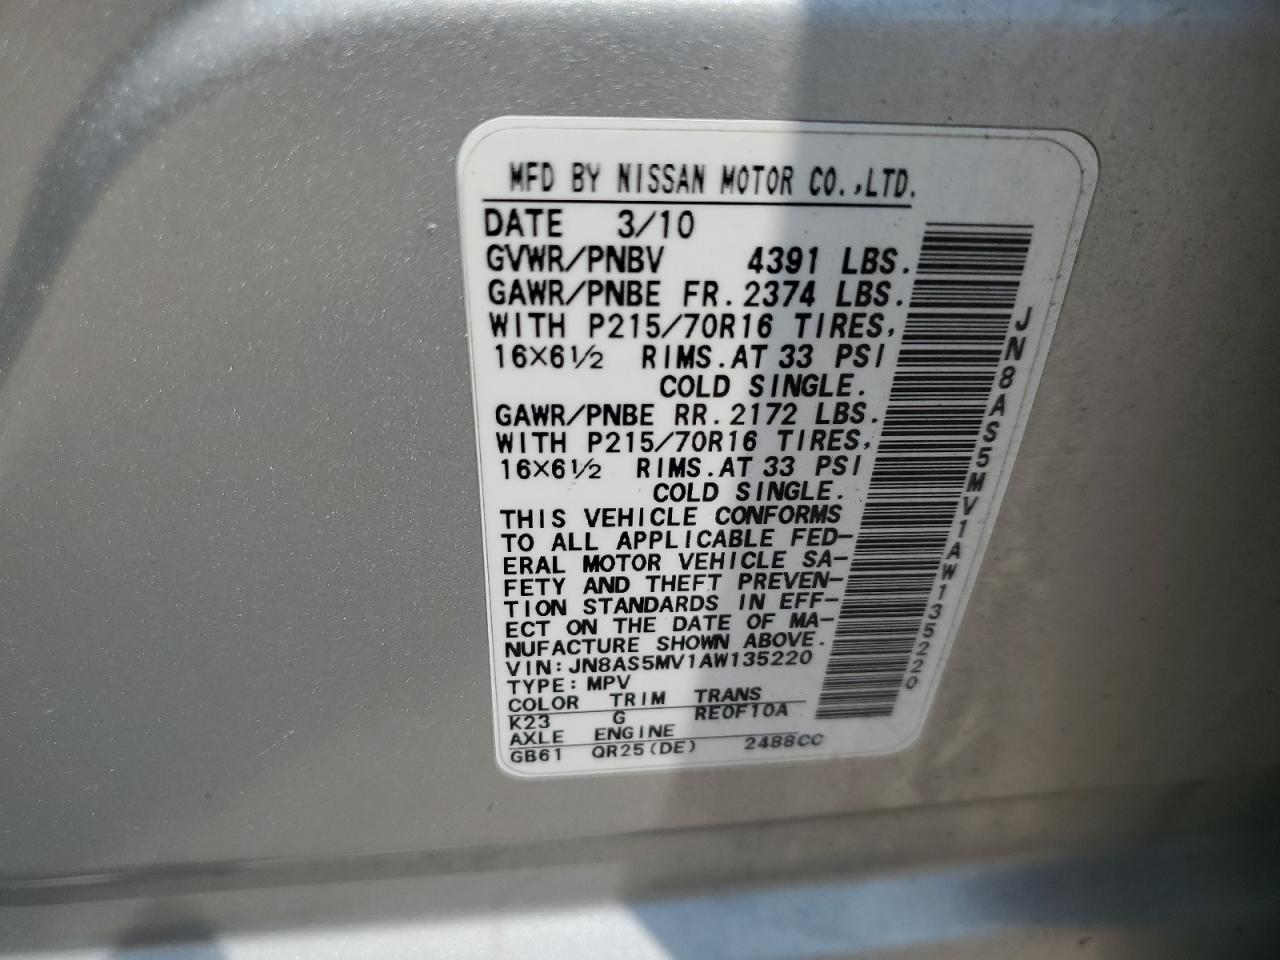 MFD BY NISSAN MOTOR CO.,LTD.
DATE 3/10
GVWR/PNBV 4391 LBS.
GAWR/PNBE FR. 2374 LBS.
WITH P215/70R16 TIRES,
16×6½ RIMS. AT 33 PSI
COLD SINGLE.
GAWR/PNBE RR. 2172 LBS.
WITH P215/70R16 TIRES,
16×6½ RIMS. AT 33 PSI
COLD SINGLE.
THIS VEHICLE CONFORMS
TO ALL APPLICABLE FED-
ERAL MOTOR VEHICLE SA-
FETY AND THEFT PREVEN-
TION STANDARDS IN EFF-
ECT ON THE DATE OF MA-
NUFACTURE SHOWN ABOVE.
VIN: JN8AS5MV1AW135220
TYPE: MPV
COLOR TRIM TRANS
K23 G RE0F10A
AXLE ENGINE
GB61 QR25(DE) 2488CC
JN8AS5MV1AW135220